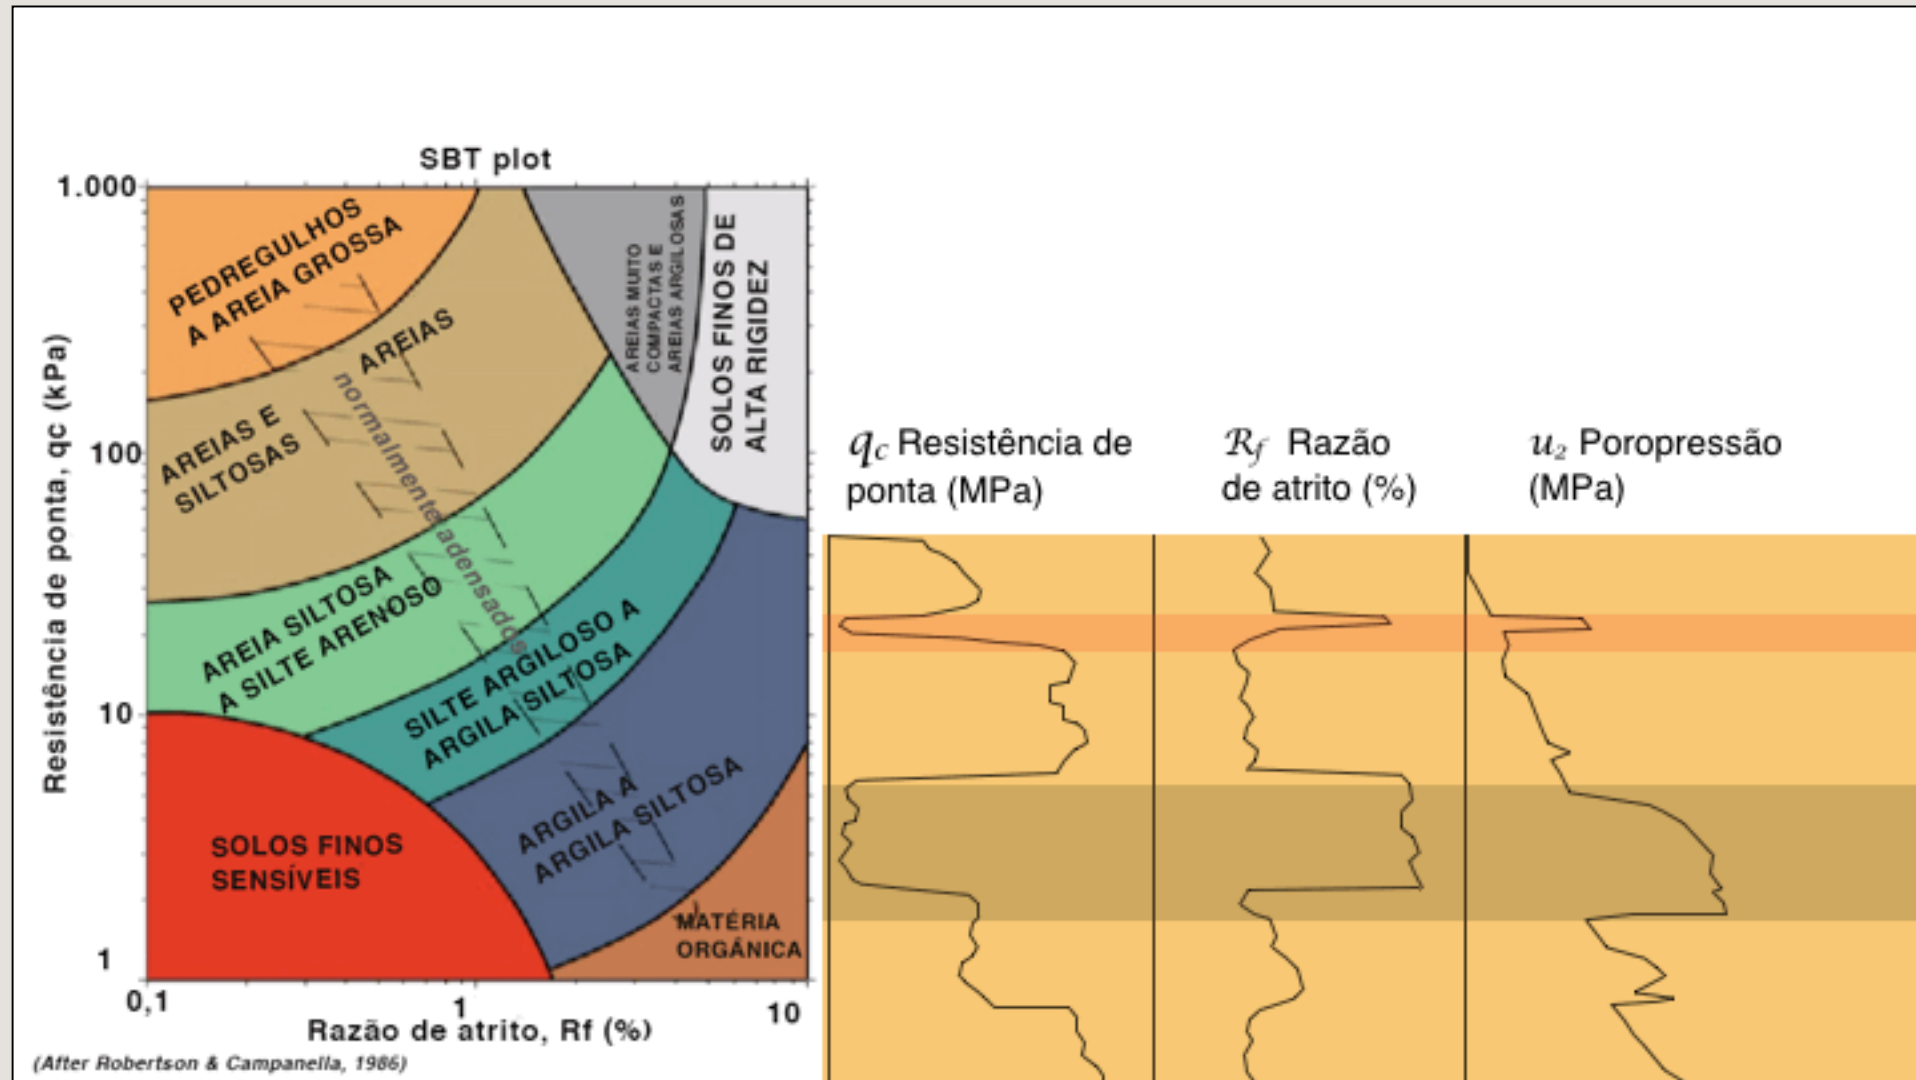 SBT plot
1.000
100
10
1
Resistência de ponta, qc (kPa)
PEDREGULHOS
A AREIA GROSSA
AREIAS
AREIAS E
SILTOSAS
normalmente adensados
AREIAS MUITO
COMPACTAS E
AREIAS ARGILOSAS
SOLOS FINOS DE
ALTA RIGIDEZ
AREIA SILTOSA
A SILTE ARENOSO
SILTE ARGILOSO A
ARGILA SILTOSA
ARGILA A
ARGILA SILTOSA
SOLOS FINOS
SENSÍVEIS
MATÉRIA
ORGÂNICA
0,1
1
10
Razão de atrito, Rf (%)
(After Robertson & Campanella, 1986)
qc Resistência de
ponta (MPa)
Rf Razão
de atrito (%)
u2 Poropressão
(MPa)